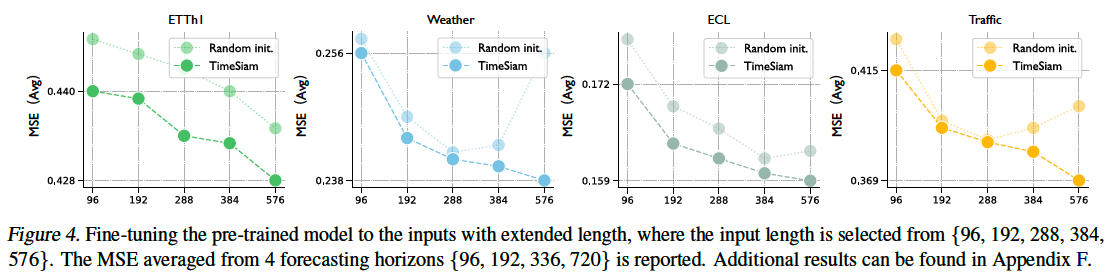 ETTh1
Random init.
TimeSiam
MSE (Avg)
0.440
0.428
96 192 288 384 576
Weather
Random init.
TimeSiam
MSE (Avg)
0.256
0.238
96 192 288 384 576
ECL
Random init.
TimeSiam
MSE (Avg)
0.172
0.159
96 192 288 384 576
Traffic
Random init.
TimeSiam
MSE (Avg)
0.415
0.369
96 192 288 384 576
Figure 4. Fine-tuning the pre-trained model to the inputs with extended length, where the input length is selected from {96, 192, 288, 384,
576}. The MSE averaged from 4 forecasting horizons {96, 192, 336, 720} is reported. Additional results can be found in Appendix F.